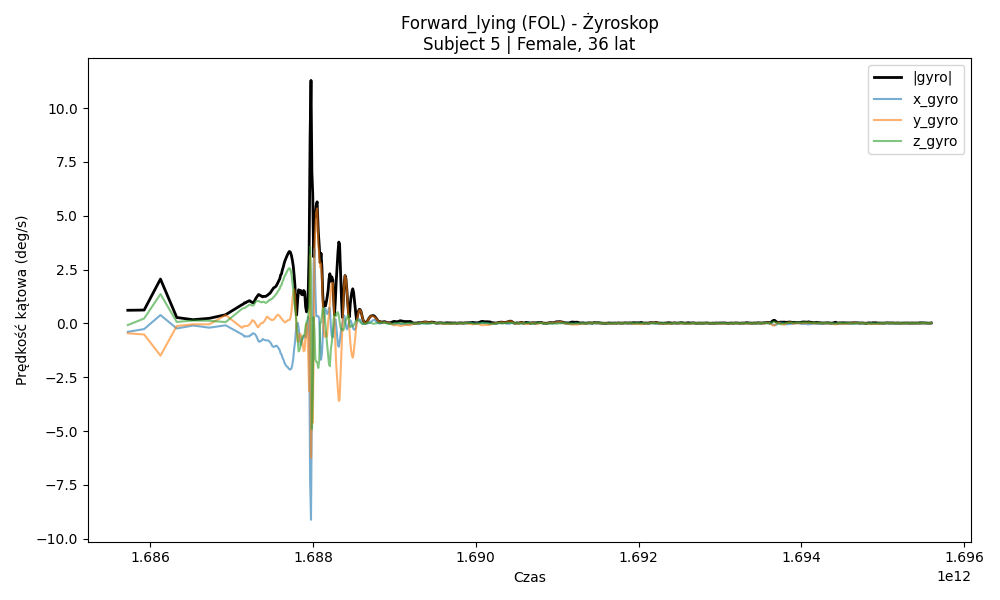 Forward_lying (FOL) - Żyroskop
Subject 5 | Female, 36 lat
|gyro|
x_gyro
y_gyro
z_gyro
Prędkość kątowa (deg/s)
10.0
7.5
5.0
2.5
0.0
−2.5
−5.0
−7.5
−10.0
1.686 1.688 1.690 1.692 1.694 1.696
1e12
Czas